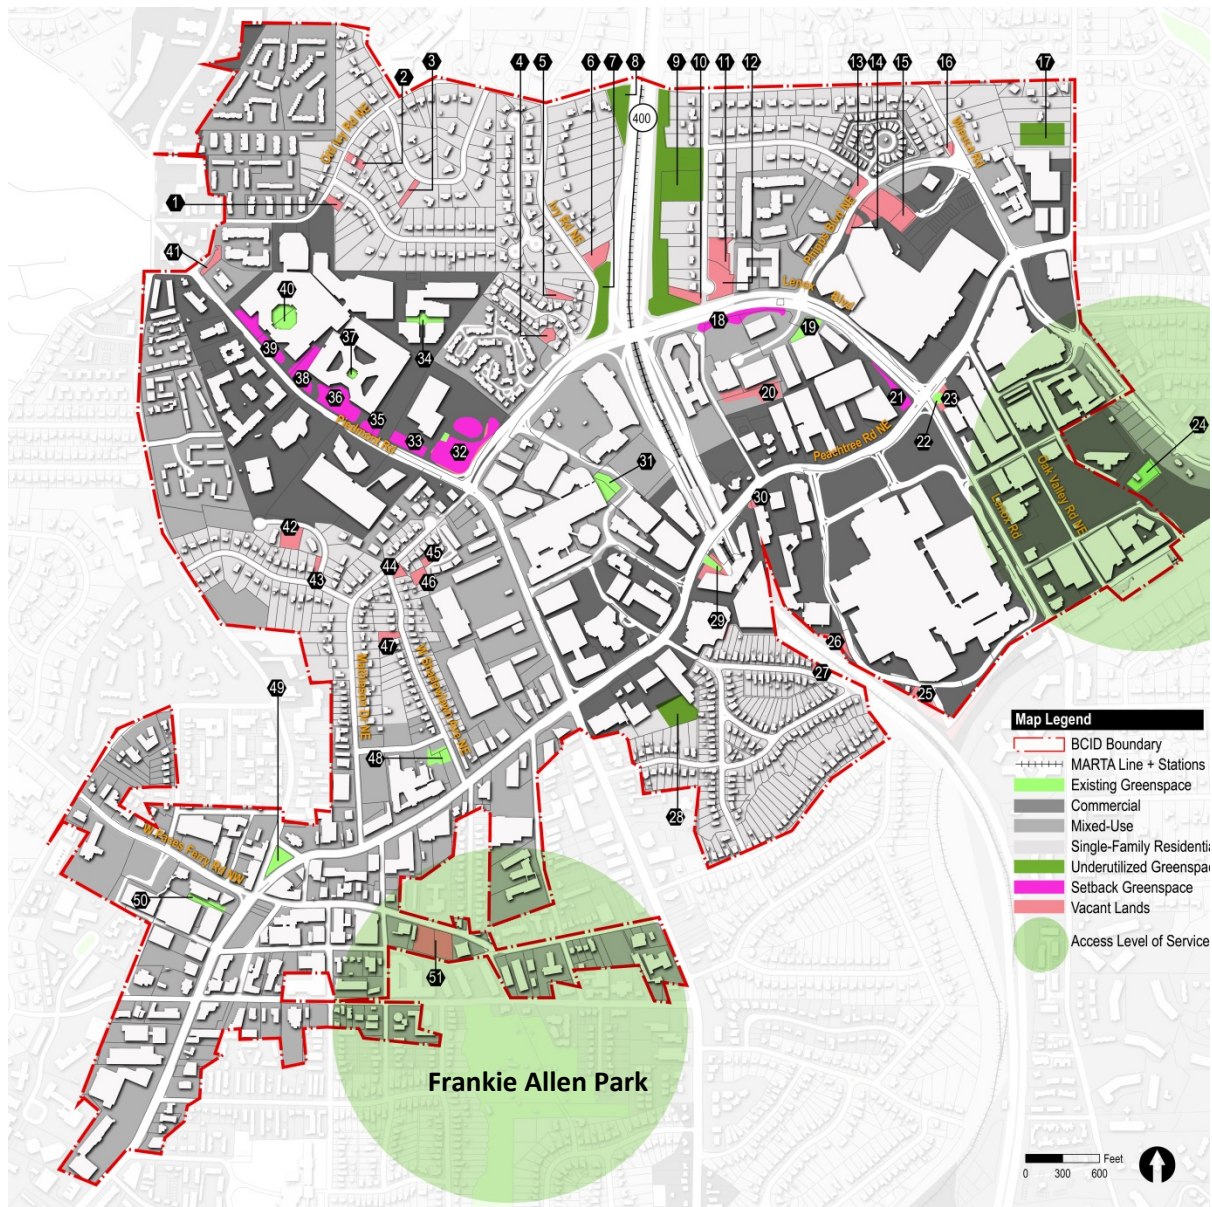 2
3
4
5
6
7
8
9
10
11
12
13
14
15
16
17
400
Old Ivy Rd NE
Ivy Rd NE
Wieuca Rd
Phipps Blvd NE
Lenox
Blvd
1
41
40
37
34
39
38
36
35
33
32
Piedmont Rd
18
19
20
21
22
23
24
Peachtree Rd NE
Oak Valley Rd NE
Lenox Rd
31
30
29
42
43
44
45
46
47
26
27
25
28
48
49
50
51
W Paces Ferry Rd NW
Frankie Allen Park
Map Legend
BCID Boundary
MARTA Line + Stations
Existing Greenspace
Commercial
Mixed-Use
Single-Family Residentia
Underutilized Greenspac
Setback Greenspace
Vacant Lands
Access Level of Service
Feet
0 300 600